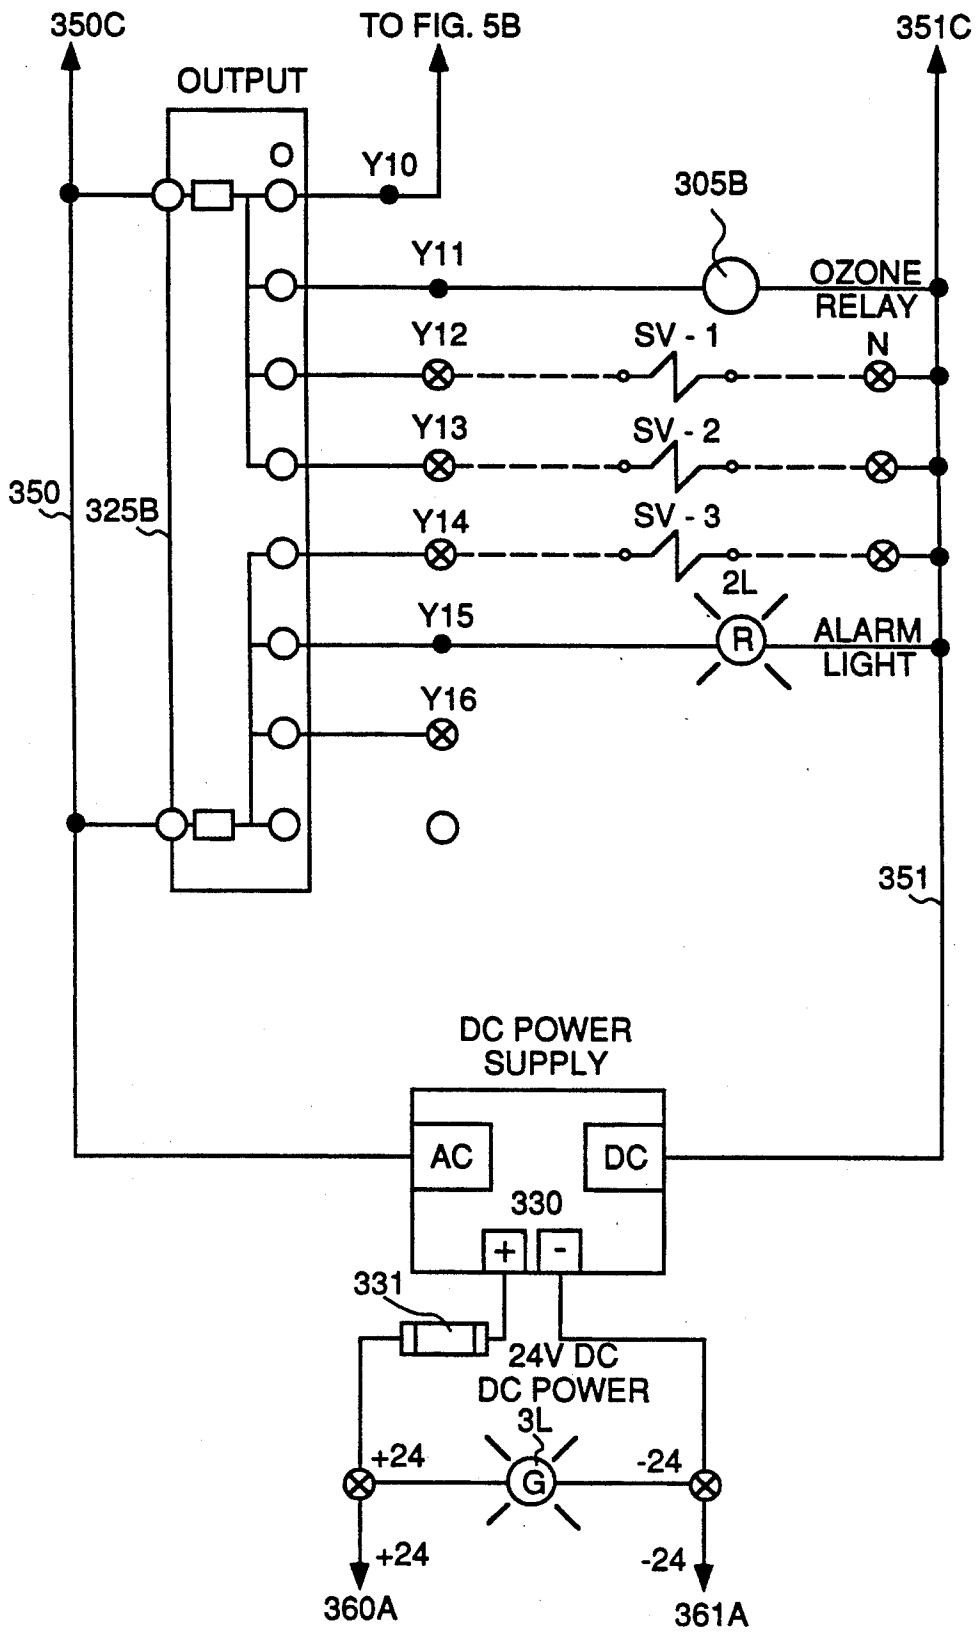 350C
TO FIG. 5B
351C
OUTPUT
O
Y10
305B
Y11
OZONE
RELAY
Y12
SV - 1
N
Y13
SV - 2
350
325B
Y14
SV - 3
2L
Y15
R
ALARM
LIGHT
Y16
351
DC POWER
SUPPLY
AC
DC
330
+
-
331
24V DC
DC POWER
3L
+24
G
-24
+24
-24
360A
361A